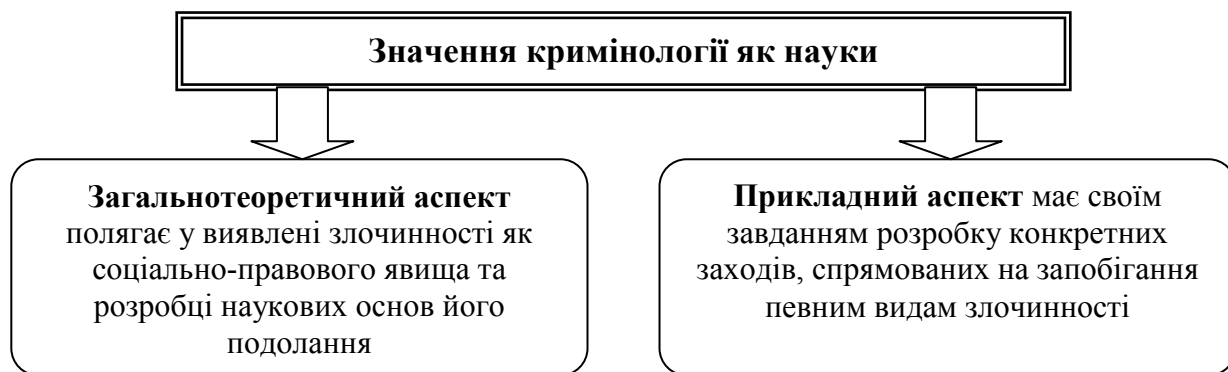 Значення кримінології як науки
Загальнотеоретичний аспект
полягає у виявлені злочинності як
соціально-правового явища та
розробці наукових основ його
подолання
Прикладний аспект має своїм
завданням розробку конкретних
заходів, спрямованих на запобігання
певним видам злочинності